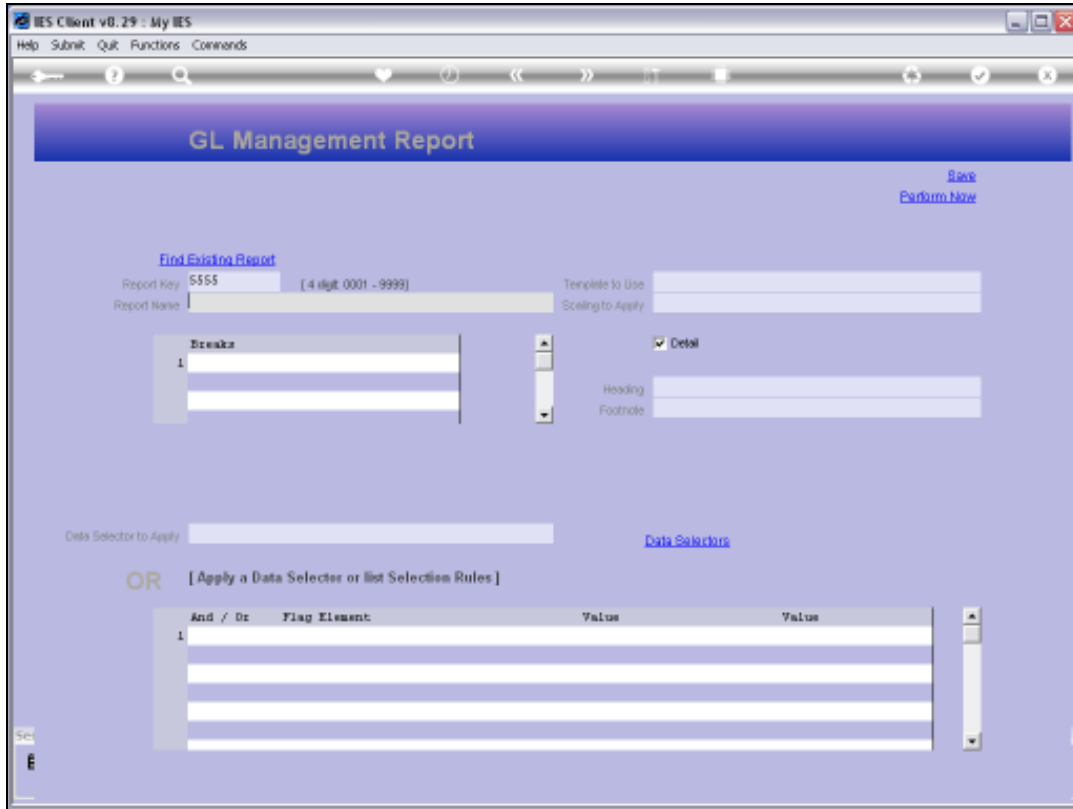 IES Client v8.29 : My IES
Help Submit Quit Functions Commands
GL Management Report
Save
Perform Now
Find Existing Report
Report Key 5555 [ 4 digit: 0001 - 9999]
Template to Use
Report Name
Scaling to Apply
Breaks
1
Detail
Heading
Footnote
Data Selector to Apply
Data Selectors
OR [ Apply a Data Selector or list Selection Rules ]
And / Or Flag Element Value Value
1